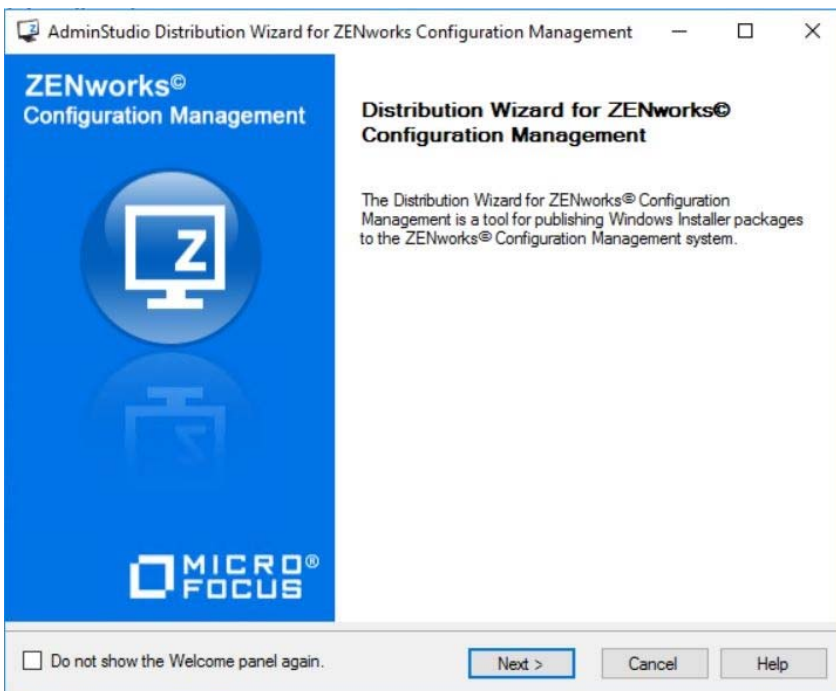 AdminStudio Distribution Wizard for ZENworks Configuration Management
ZENworks©
Configuration Management
Z
MICRO®
FOCUS
Distribution Wizard for ZENworks©
Configuration Management
The Distribution Wizard for ZENworks© Configuration
Management is a tool for publishing Windows Installer packages
to the ZENworks© Configuration Management system.
Do not show the Welcome panel again.
Next >
Cancel
Help